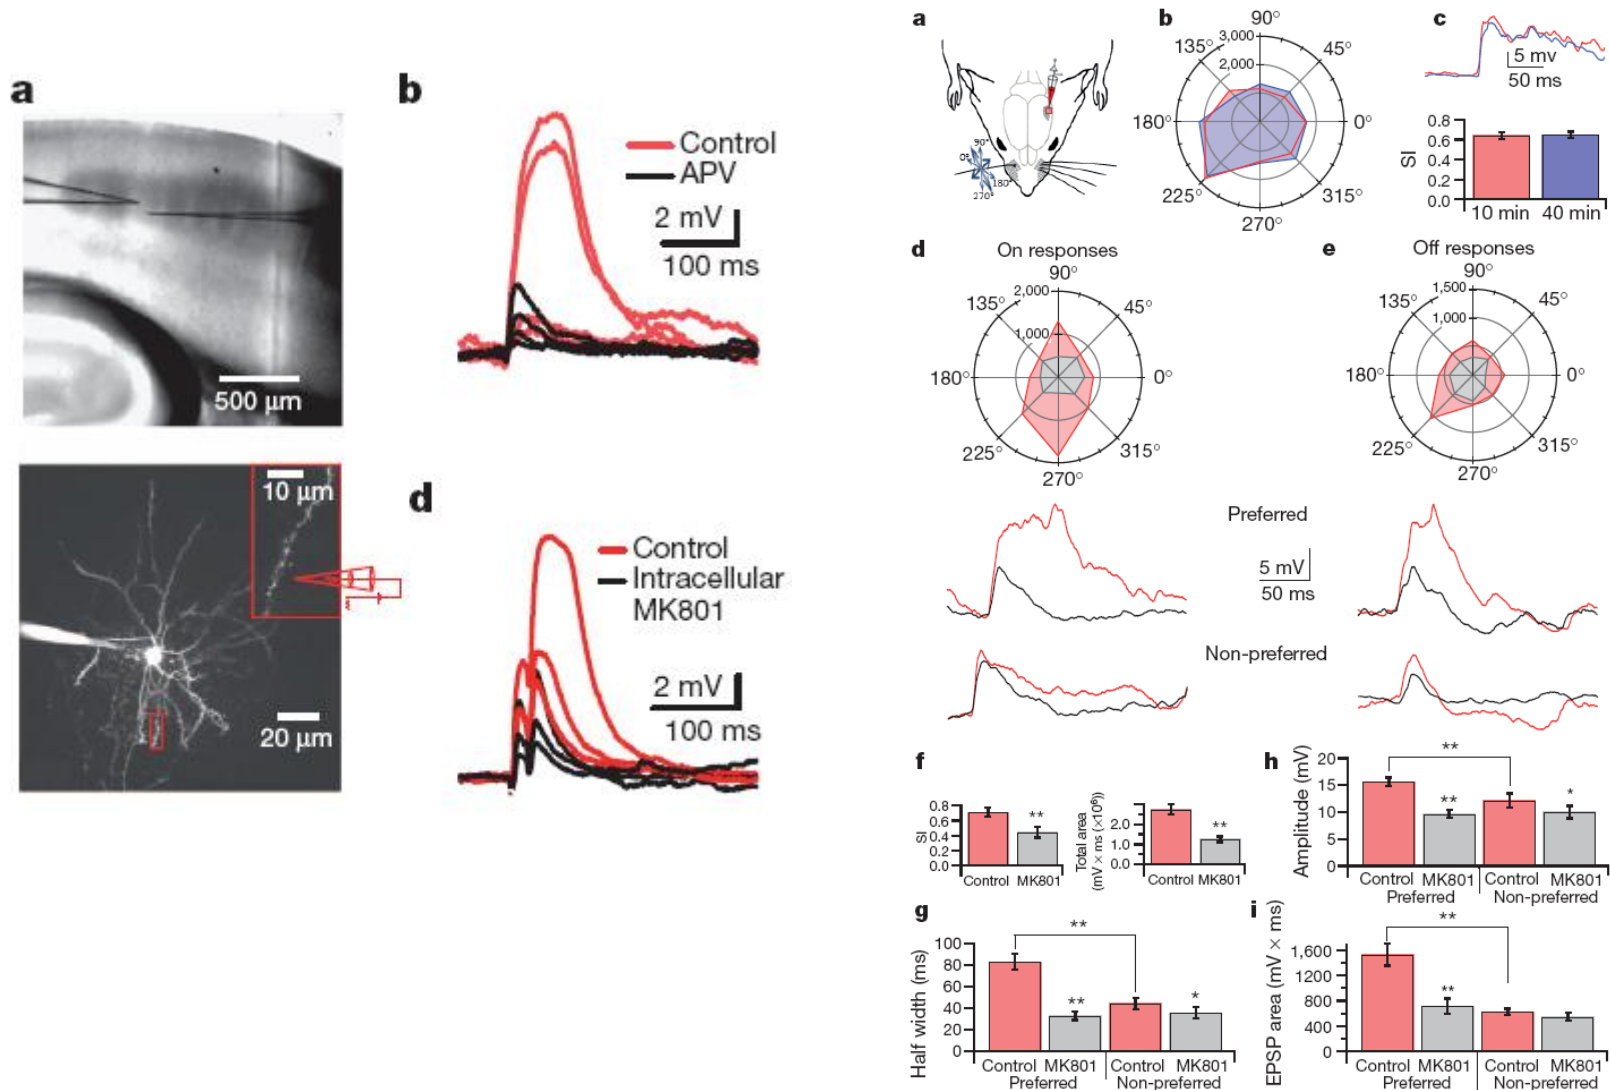 a
500 µm
10 µm
20 µm
b
Control
APV
2 mV
100 ms
d
Control
Intracellular
MK801
2 mV
100 ms
a
90°
0°
180°
270°
b
90°
3,000
135°
45°
2,000
180°
0°
225°
315°
270°
c
5 mv
50 ms
0.8
0.6
0.4
0.2
0.0
SI
10 min 40 min
d
On responses
90°
2,000
135°
45°
1,000
180°
0°
225°
315°
270°
e
Off responses
90°
1,500
135°
45°
1,000
180°
0°
225°
315°
270°
Preferred
5 mV
50 ms
Non-preferred
f
0.8
0.6
0.4
0.2
0.0
SI
**
Control MK801
Total area
(mV × ms (×10⁶))
2.0
1.0
0.0
**
Control MK801
h
Amplitude (mV)
20
15
10
5
0
**
**
*
Control MK801 Control MK801
Preferred Non-preferred
g
Half width (ms)
100
80
60
40
20
0
**
**
*
Control MK801 Control MK801
Preferred Non-preferred
i
EPSP area (mV × ms)
1,600
1200
800
400
0
**
**
Control MK801 Control MK801
Preferred Non-preferred